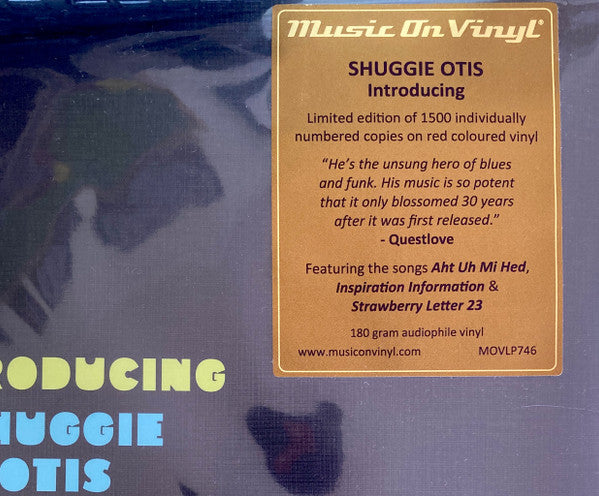 Music On Vinyl®
SHUGGIE OTIS
Introducing
Limited edition of 1500 individually
numbered copies on red coloured vinyl
“He’s the unsung hero of blues
and funk. His music is so potent
that it only blossomed 30 years
after it was first released.”
- Questlove
Featuring the songs Aht Uh Mi Hed,
Inspiration Information &
Strawberry Letter 23
180 gram audiophile vinyl
www.musiconvinyl.com MOVLP746
RODUCING
HUGGIE
OTIS